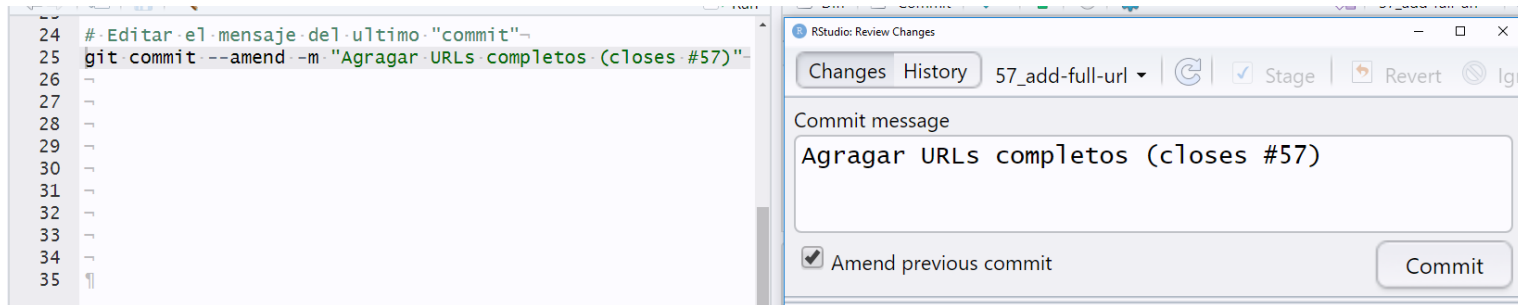 24 # Editar el mensaje del ultimo "commit"¬
25 git commit --amend -m "Agragar URLs completos (closes #57)"¬
26 ¬
27 ¬
28 ¬
29 ¬
30 ¬
31 ¬
32 ¬
33 ¬
34 ¬
35 ¶
RStudio: Review Changes
Changes History 57_add-full-url Stage Revert
Commit message
Agragar URLs completos (closes #57)
Amend previous commit
Commit